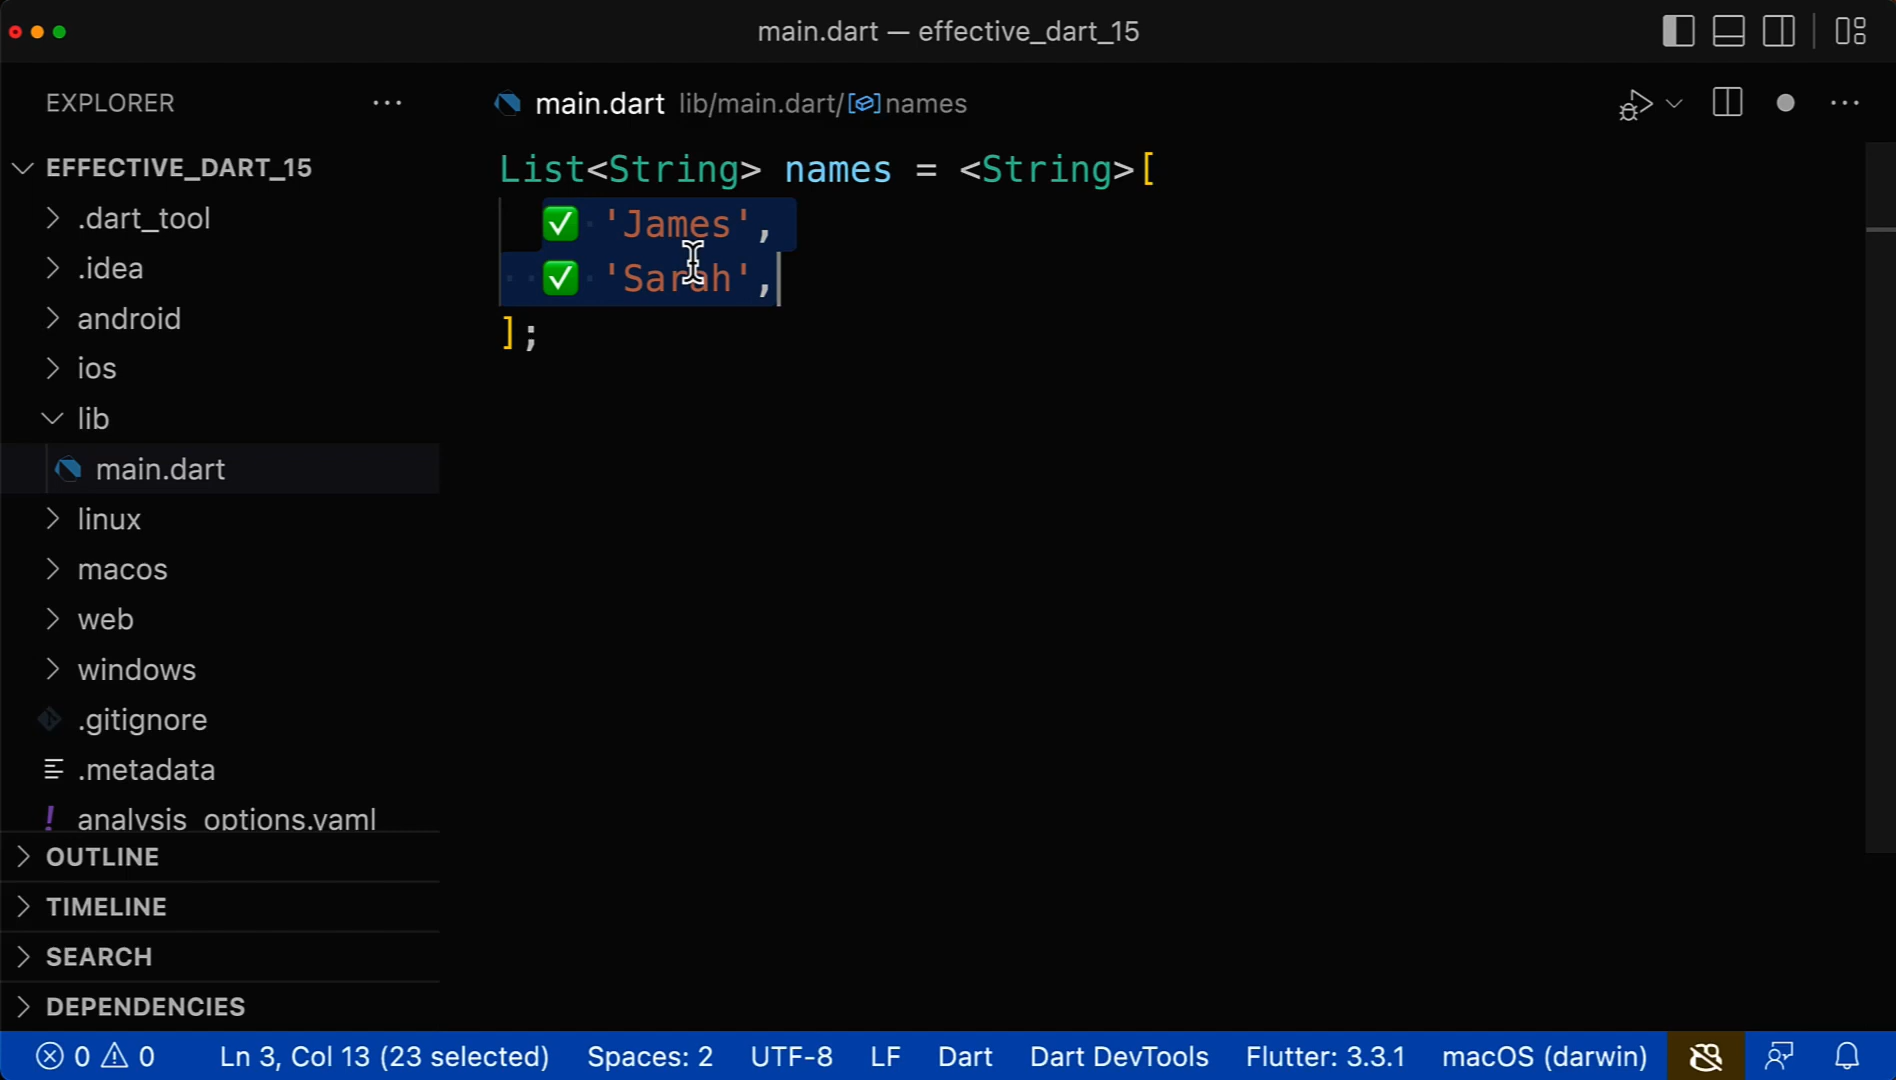 main.dart — effective_dart_15
EXPLORER ···
main.dart lib/main.dart/names
EFFECTIVE_DART_15
.dart_tool
.idea
android
ios
lib
main.dart
linux
macos
web
windows
.gitignore
.metadata
! analysis_options.yaml
OUTLINE
TIMELINE
SEARCH
DEPENDENCIES
List<String> names = <String>[
✅ 'James',
✅ 'Sarah',
];
0 0 Ln 3, Col 13 (23 selected) Spaces: 2 UTF-8 LF Dart Dart DevTools Flutter: 3.3.1 macOS (darwin)